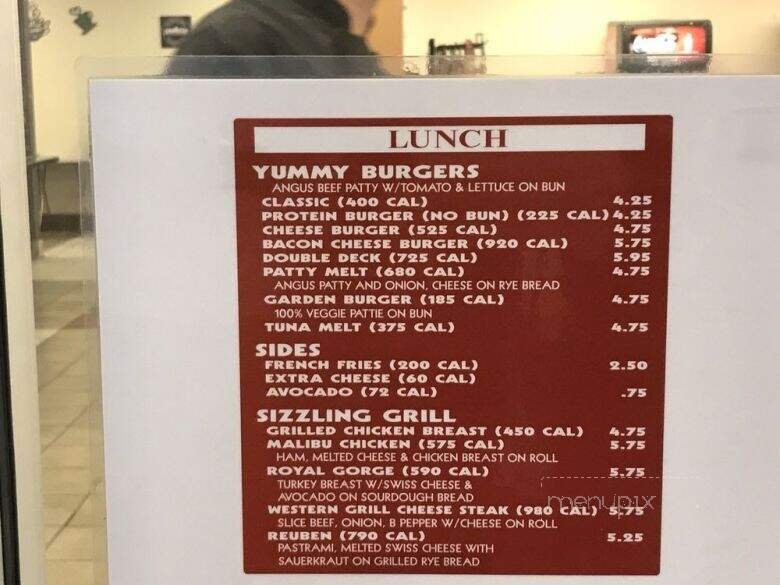 LUNCH
YUMMY BURGERS
ANGUS BEEF PATTY W/TOMATO & LETTUCE ON BUN
CLASSIC (400 CAL) 4.25
PROTEIN BURGER (NO BUN) (225 CAL) 4.25
CHEESE BURGER (525 CAL) 4.75
BACON CHEESE BURGER (920 CAL) 5.75
DOUBLE DECK (725 CAL) 5.95
PATTY MELT (680 CAL) 4.75
ANGUS PATTY AND ONION, CHEESE ON RYE BREAD
GARDEN BURGER (185 CAL) 4.75
100% VEGGIE PATTIE ON BUN
TUNA MELT (375 CAL) 4.75
SIDES
FRENCH FRIES (200 CAL) 2.50
EXTRA CHEESE (60 CAL)
AVOCADO (72 CAL) .75
SIZZLING GRILL
GRILLED CHICKEN BREAST (450 CAL) 4.75
MALIBU CHICKEN (575 CAL) 5.75
HAM, MELTED CHEESE & CHICKEN BREAST ON ROLL
ROYAL GORGE (590 CAL) 5.75
TURKEY BREAST W/SWISS CHEESE &
AVOCADO ON SOURDOUGH BREAD
menupix
WESTERN GRILL CHEESE STEAK (980 CAL) 5.75
SLICE BEEF, ONION, B PEPPER W/CHEESE ON ROLL
REUBEN (790 CAL) 5.25
PASTRAMI, MELTED SWISS CHEESE WITH
SAUERKRAUT ON GRILLED RYE BREAD